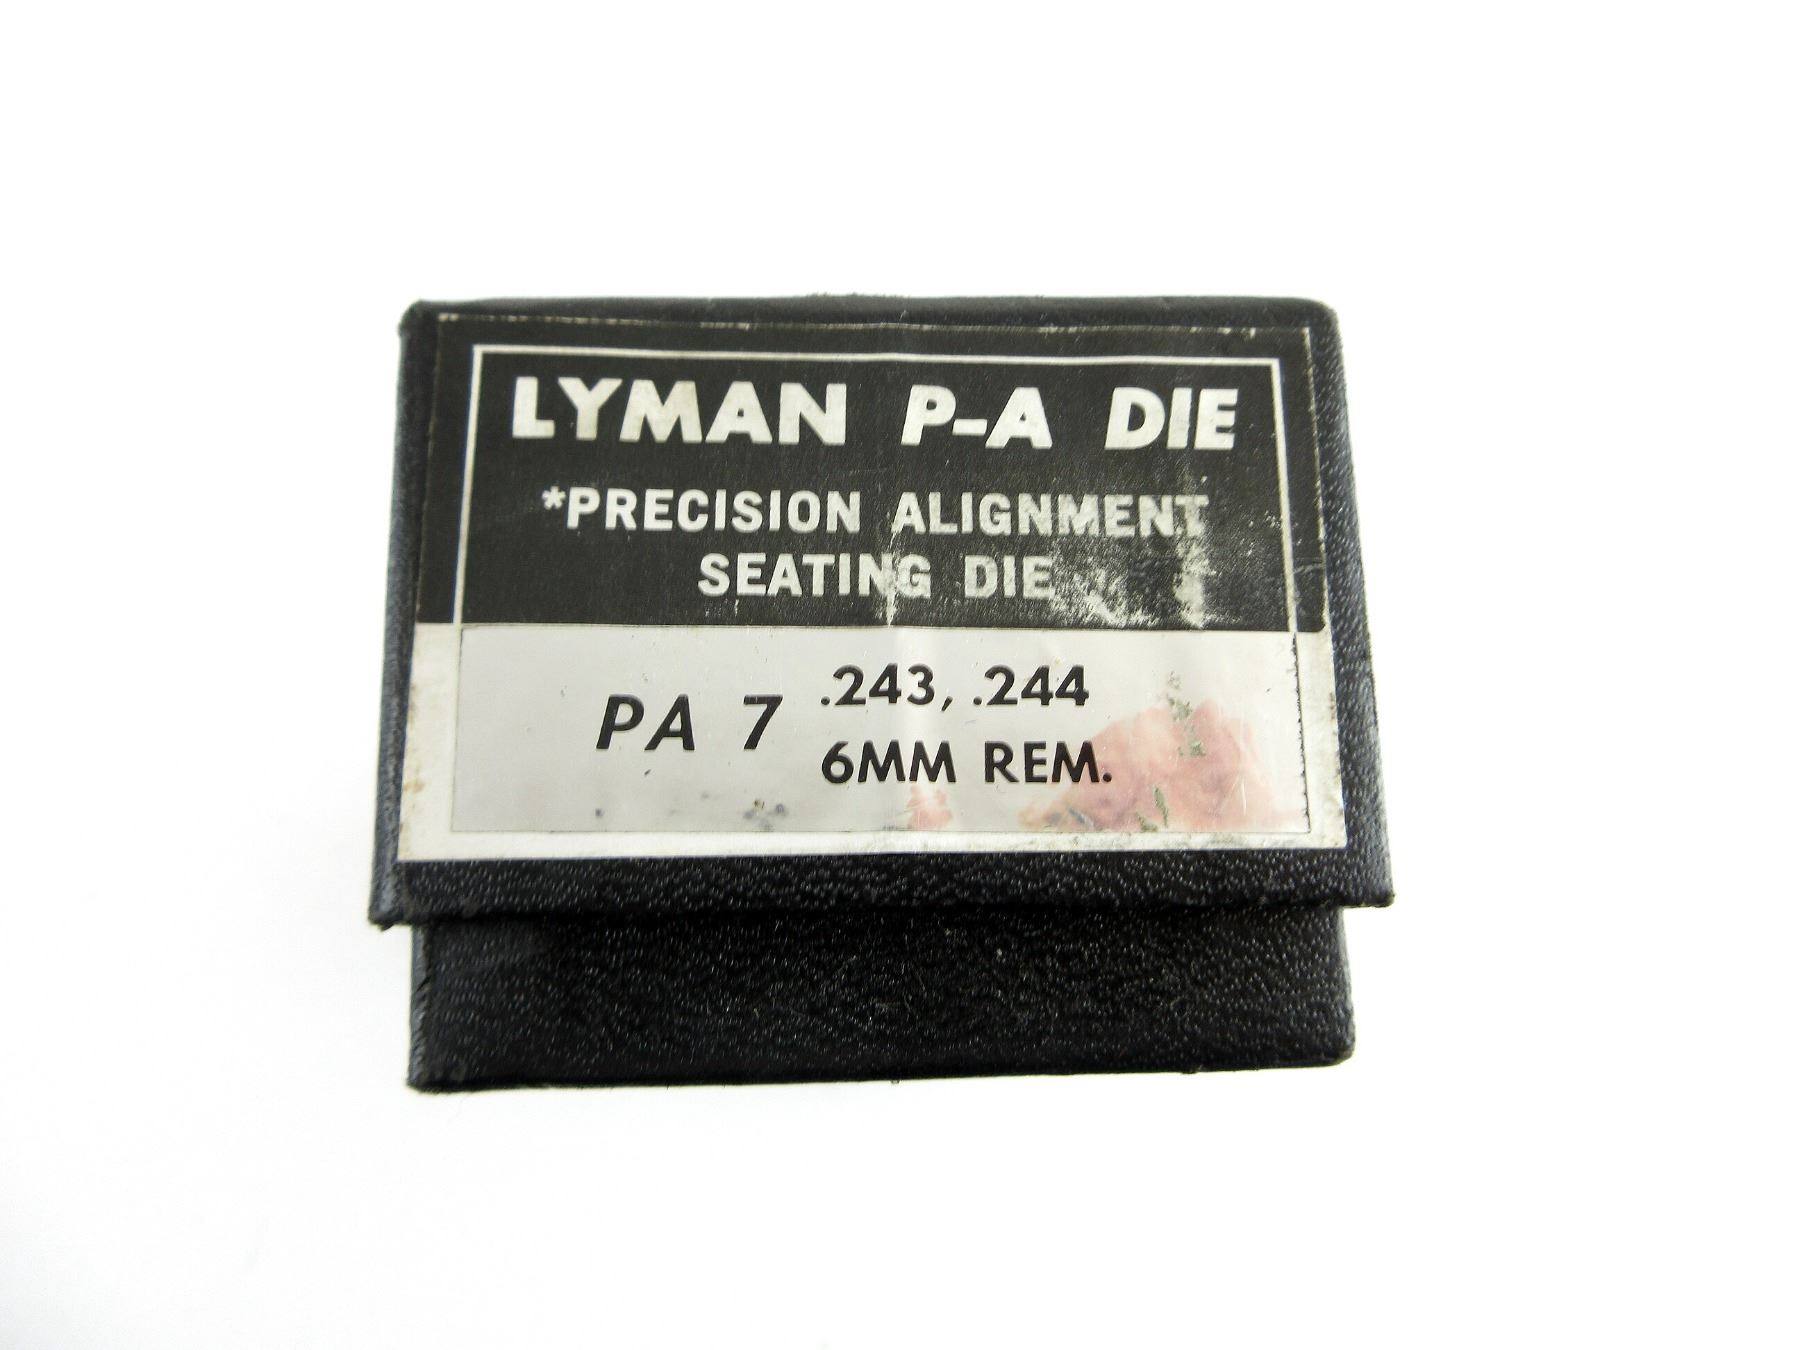 LYMAN P-A DIE
*PRECISION ALIGNMENT
SEATING DIE
PA 7 .243, .244
6MM REM.